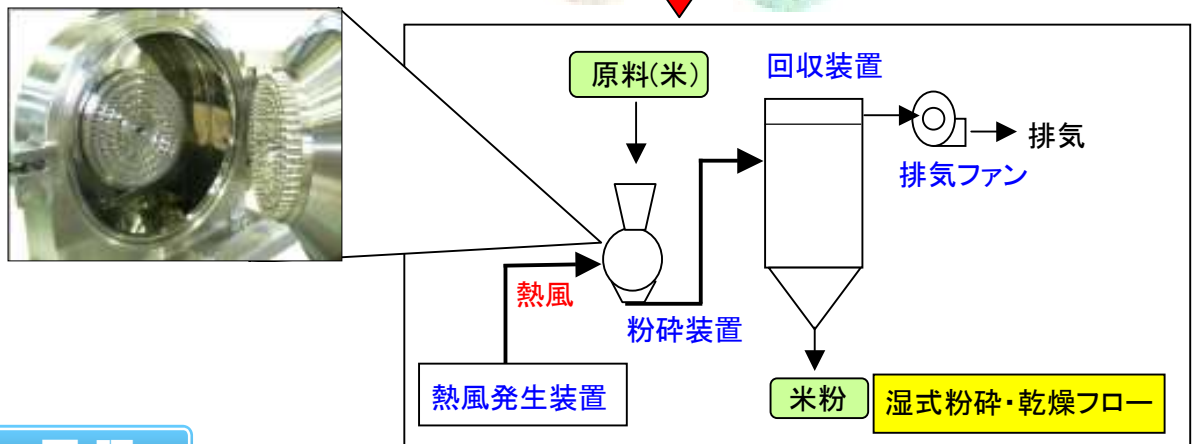 原料(米)
回収装置
排気
排気ファン
熱風
粉砕装置
熱風発生装置
米粉
湿式粉砕・乾燥フロー